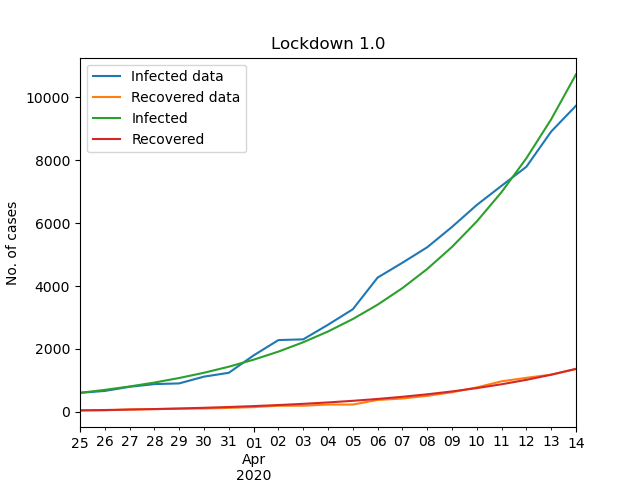 Lockdown 1.0
Infected data
Recovered data
Infected
Recovered
No. of cases
10000
8000
6000
4000
2000
0
25 26 27 28 29 30 31 01 02 03 04 05 06 07 08 09 10 11 12 13 14
Apr
2020